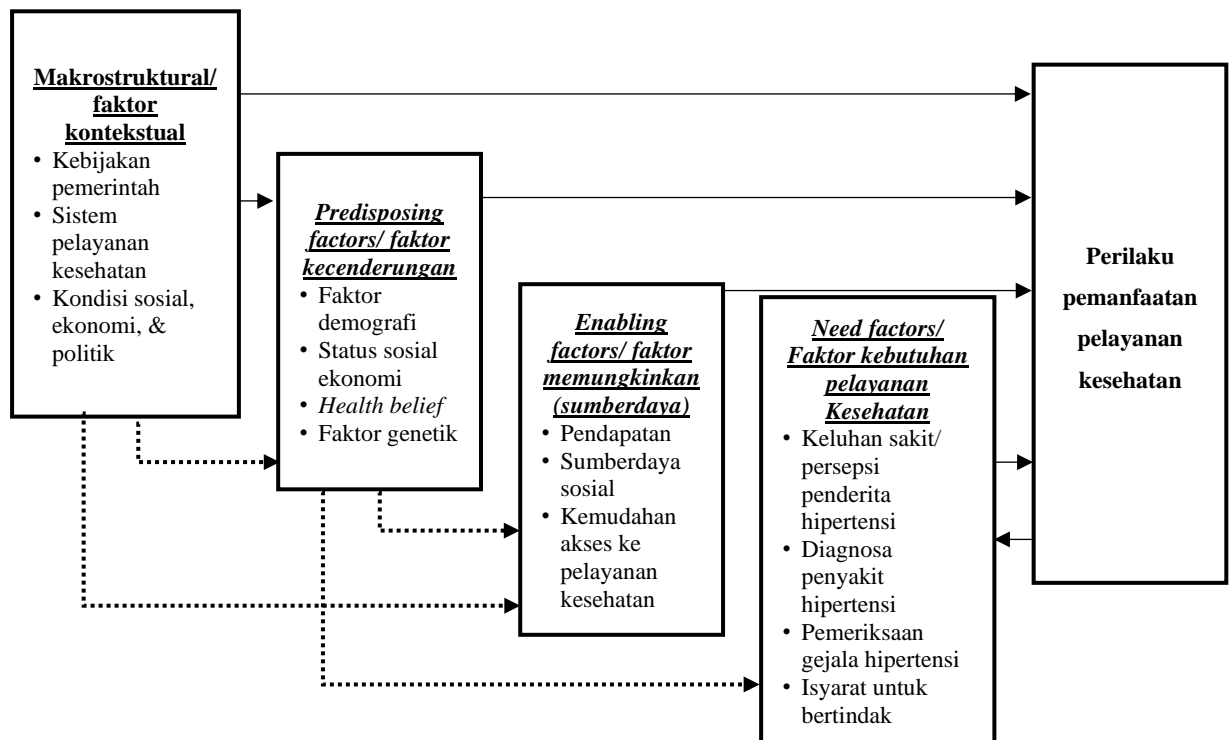 Makrostruktural/
faktor
kontekstual
• Kebijakan
pemerintah
• Sistem
pelayanan
kesehatan
• Kondisi sosial,
ekonomi, &
politik
Predisposing
factors/ faktor
kecenderungan
• Faktor
demografi
• Status sosial
ekonomi
• Health belief
• Faktor genetik
Enabling
factors/ faktor
memungkinkan
(sumberdaya)
• Pendapatan
• Sumberdaya
sosial
• Kemudahan
akses ke
pelayanan
kesehatan
Need factors/
Faktor kebutuhan
pelayanan
Kesehatan
• Keluhan sakit/
persepsi
penderita
hipertensi
• Diagnosa
penyakit
hipertensi
• Pemeriksaan
gejala hipertensi
• Isyarat untuk
bertindak
Perilaku
pemanfaatan
pelayanan
kesehatan